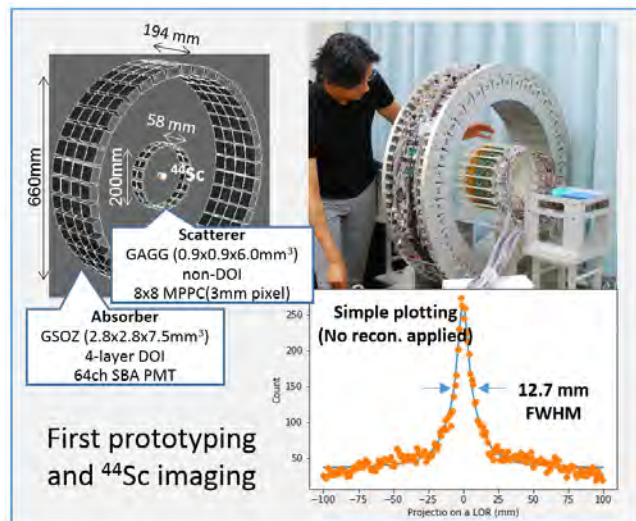 194 mm
58 mm
660mm
200mm
⁴⁴Sc
Scatterer
GAGG (0.9x0.9x6.0mm³)
non-DOI
8x8 MPPC(3mm pixel)
Absorber
GSOZ (2.8x2.8x7.5mm³)
4-layer DOI
64ch SBA PMT
First prototyping
and ⁴⁴Sc imaging
Simple plotting
(No recon. applied)
12.7 mm
FWHM
Count
250
200
150
100
50
−100 −75 −50 −25 0 25 50 75 100
Projectio on a LOR (mm)